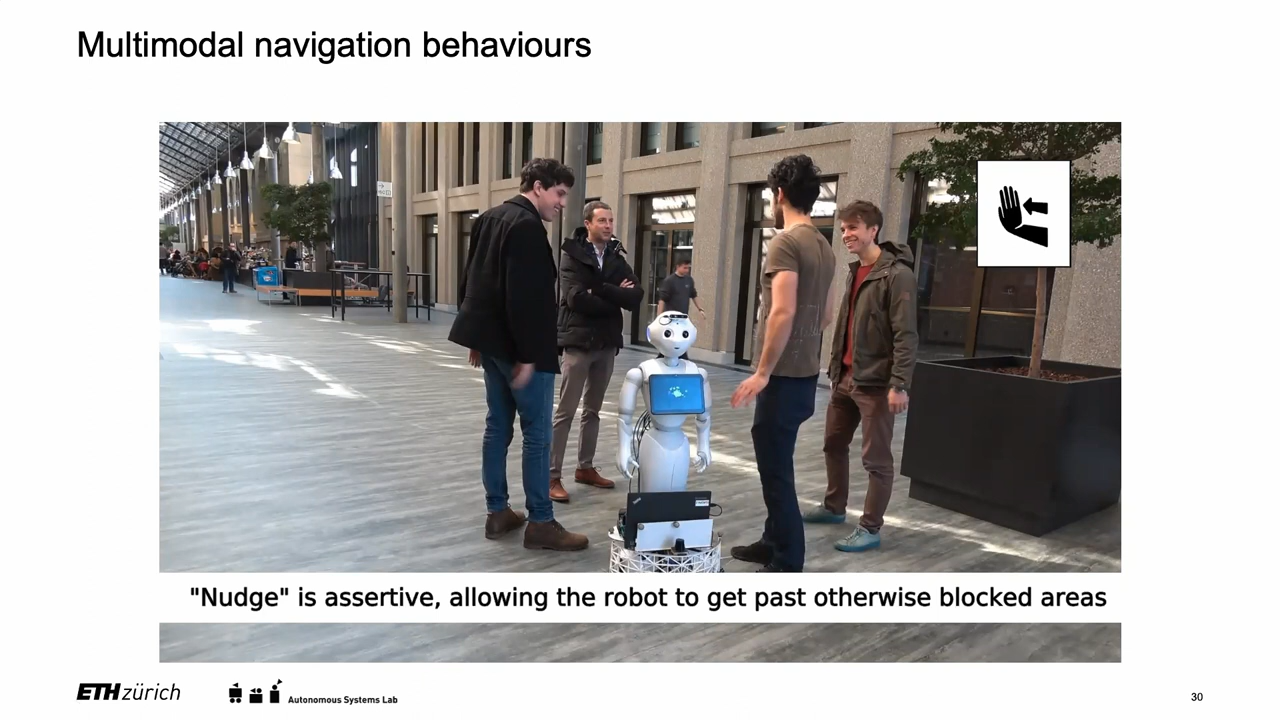 Multimodal navigation behaviours
"Nudge" is assertive, allowing the robot to get past otherwise blocked areas
ETH zürich
Autonomous Systems Lab
30